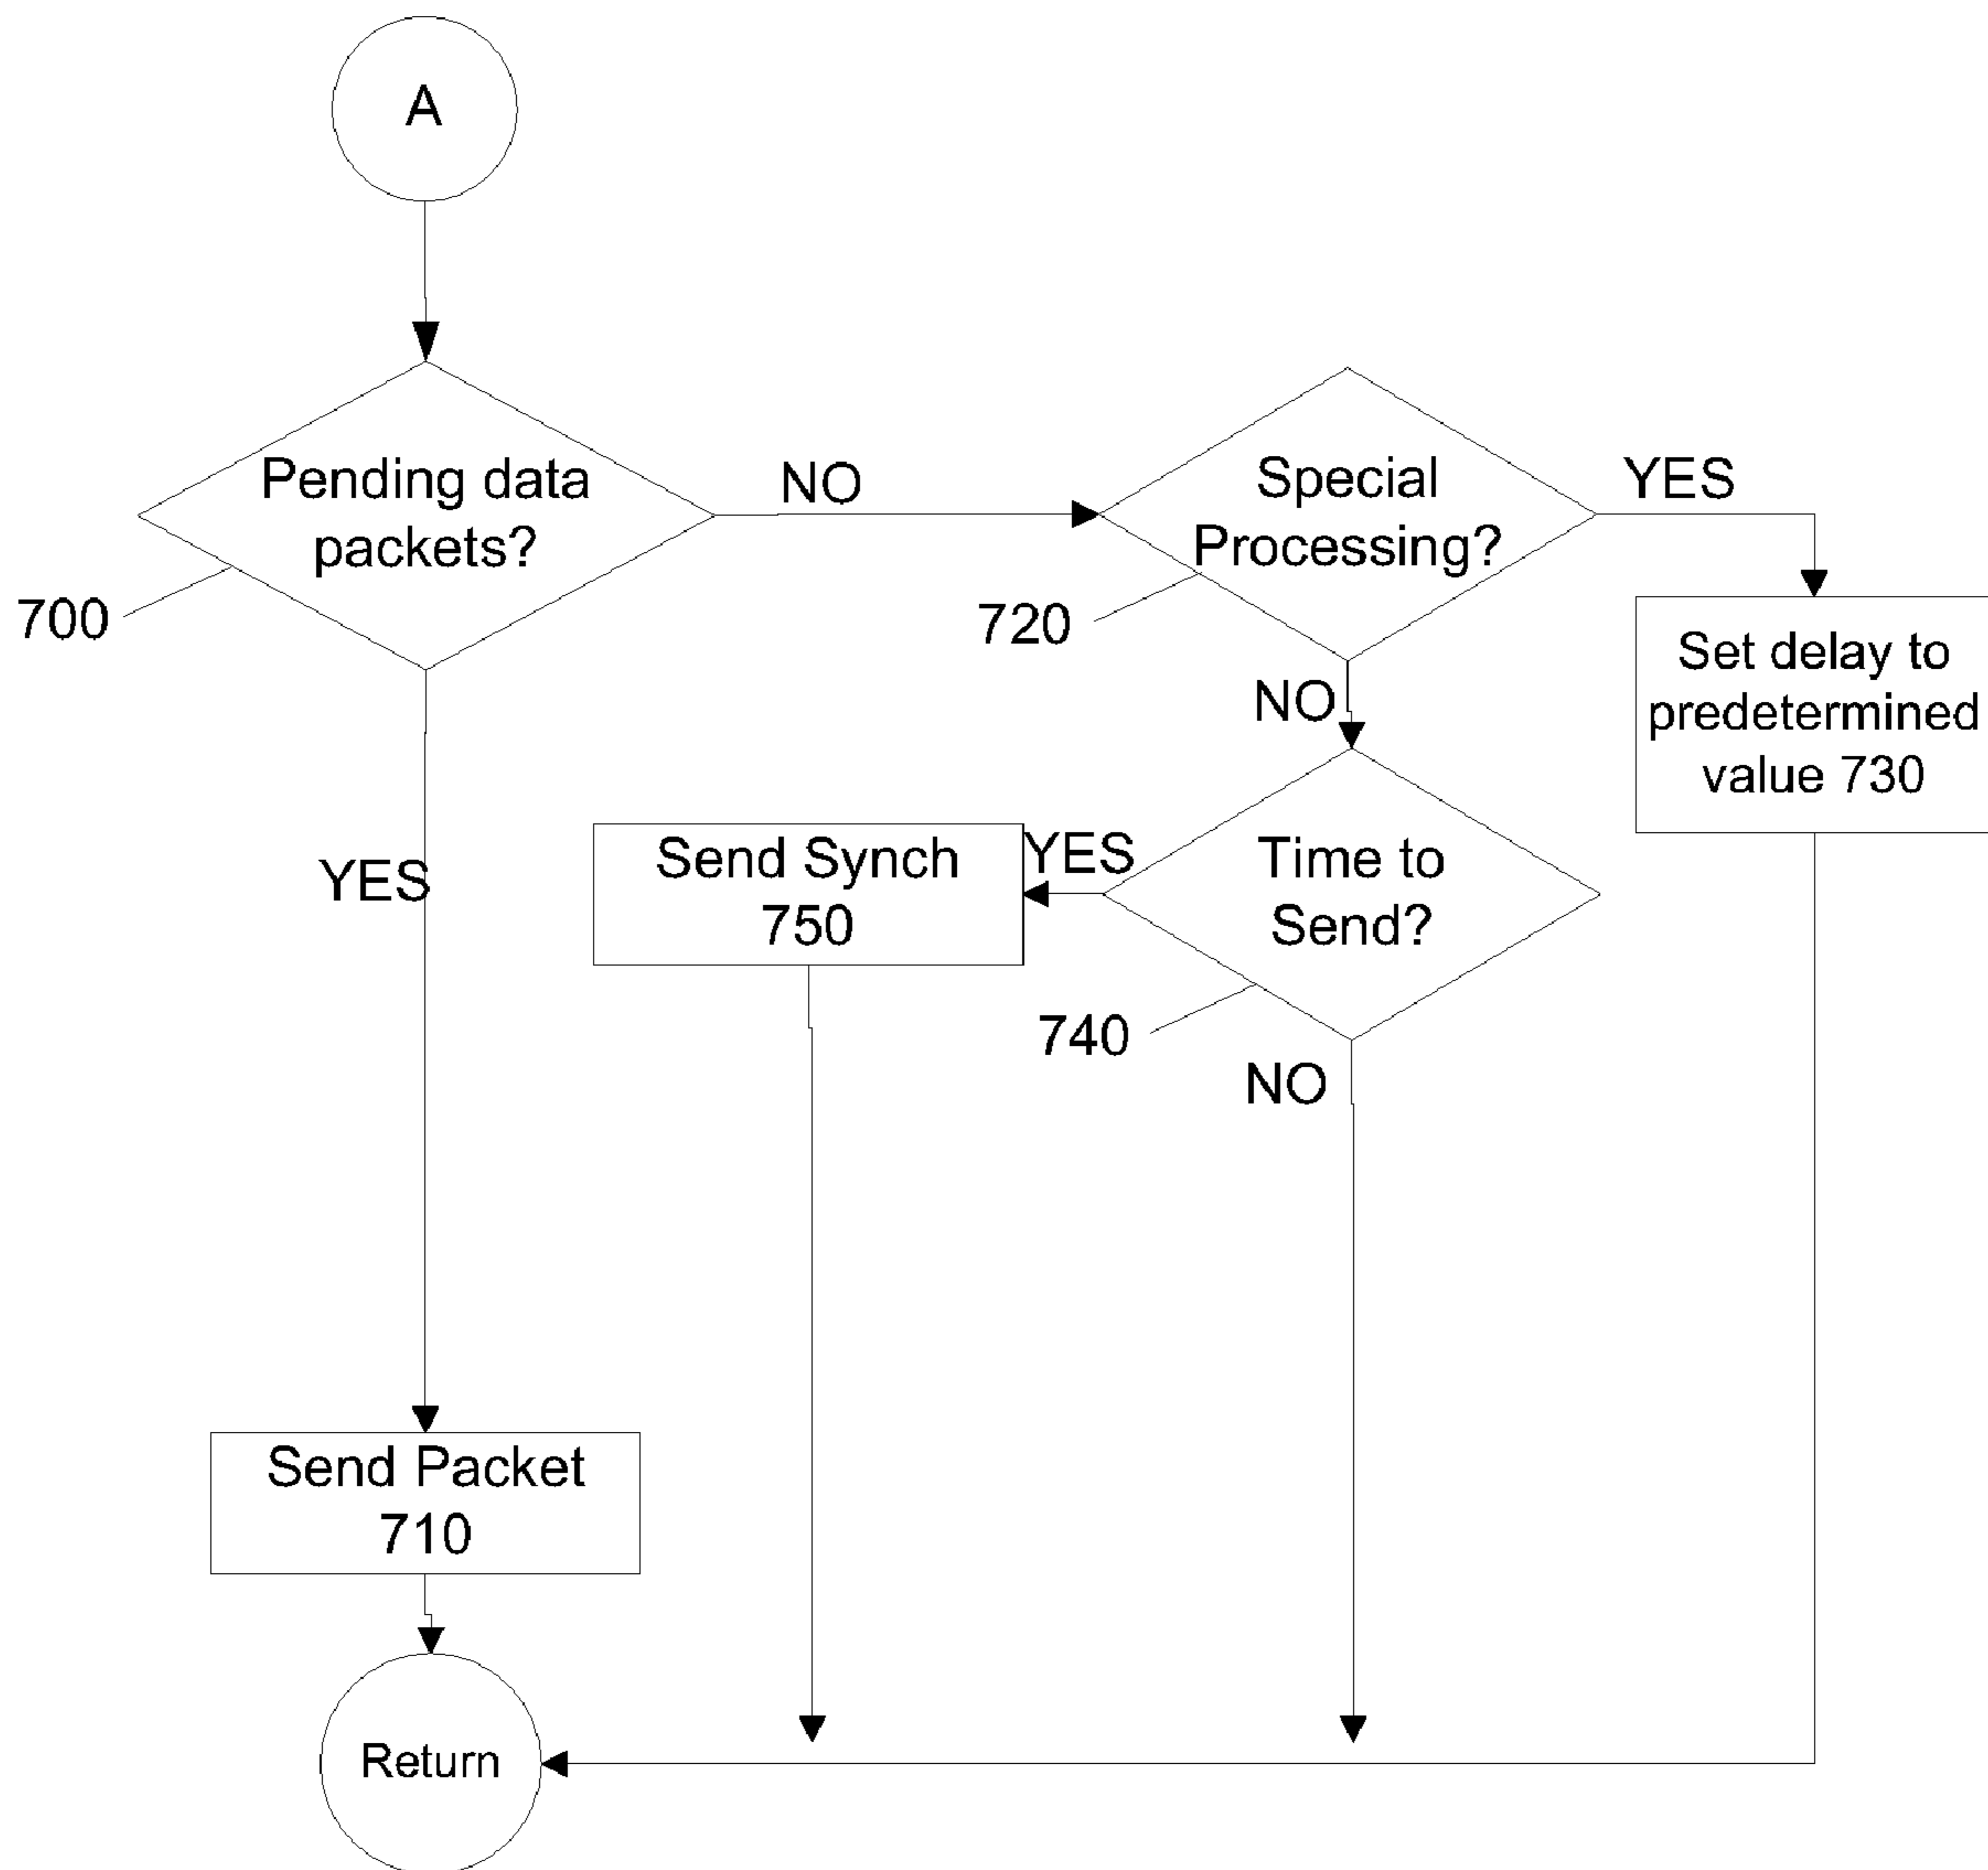 A
Pending data
packets?
NO
Special
Processing?
YES
700
720
Set delay to
predetermined
value 730
NO
Send Synch
750
YES
Time to
Send?
YES
740
NO
Send Packet
710
Return